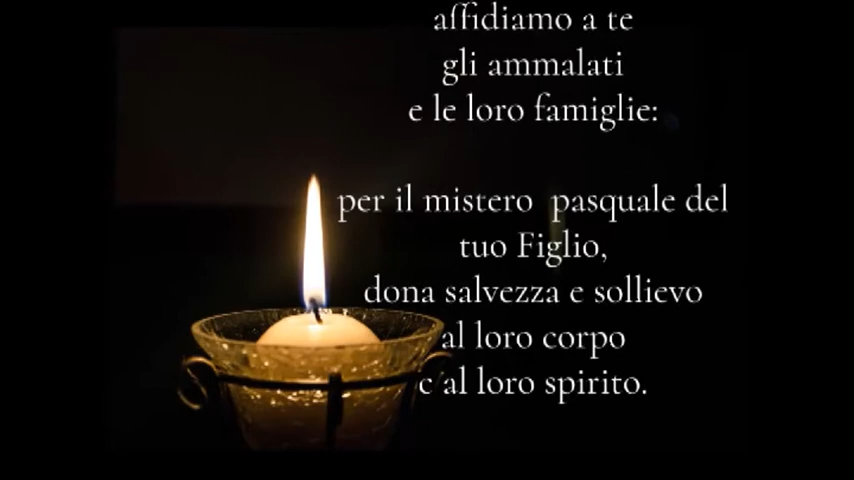 affidiamo a te
gli ammalati
e le loro famiglie:
per il mistero pasquale del
tuo Figlio,
dona salvezza e sollievo
al loro corpo
e al loro spirito.